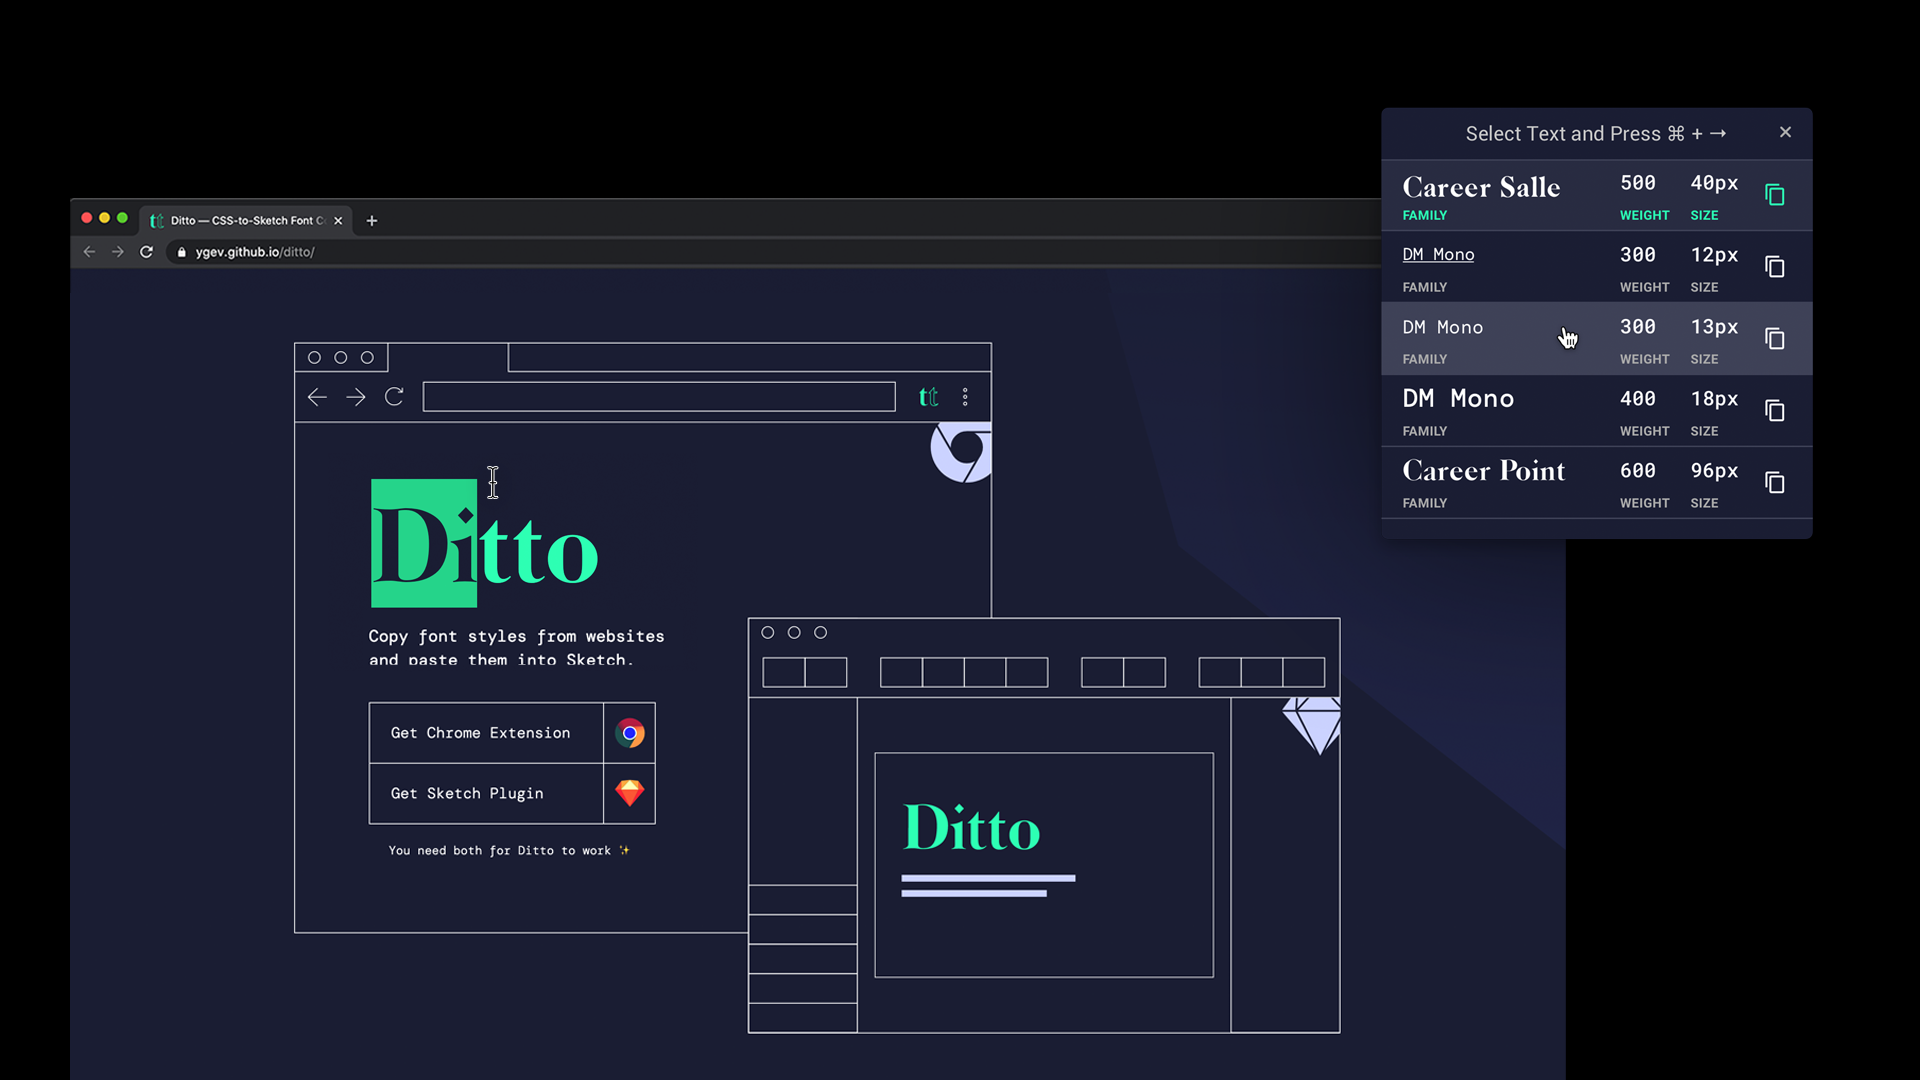 Select Text and Press ⌘ + →
Career Salle 500 40px
FAMILY WEIGHT SIZE
DM Mono 300 12px
FAMILY WEIGHT SIZE
DM Mono 300 13px
FAMILY WEIGHT SIZE
DM Mono 400 18px
FAMILY WEIGHT SIZE
Career Point 600 96px
FAMILY WEIGHT SIZE
tt Ditto — CSS-to-Sketch Font C
ygev.github.io/ditto/
tt
Ditto
Copy font styles from websites
and paste them into Sketch.
Get Chrome Extension
Get Sketch Plugin
You need both for Ditto to work ✨
Ditto